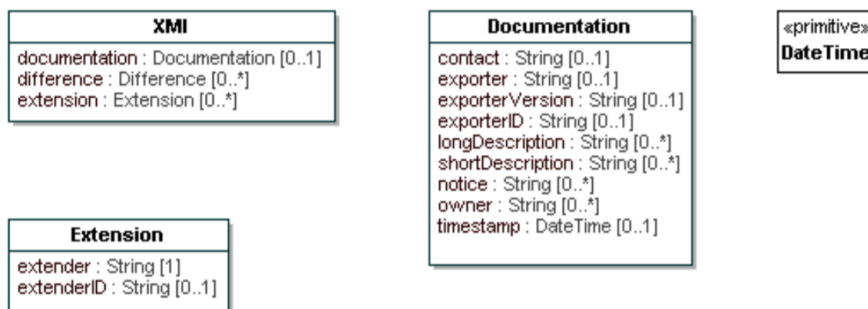 XMI
documentation : Documentation [0..1]
difference : Difference [0..*]
extension : Extension [0..*]
Documentation
contact : String [0..1]
exporter : String [0..1]
exporterVersion : String [0..1]
exporterID : String [0..1]
longDescription : String [0..*]
shortDescription : String [0..*]
notice : String [0..*]
owner : String [0..*]
timestamp : DateTime [0..1]
«primitive»
DateTime
Extension
extender : String [1]
extenderID : String [0..1]